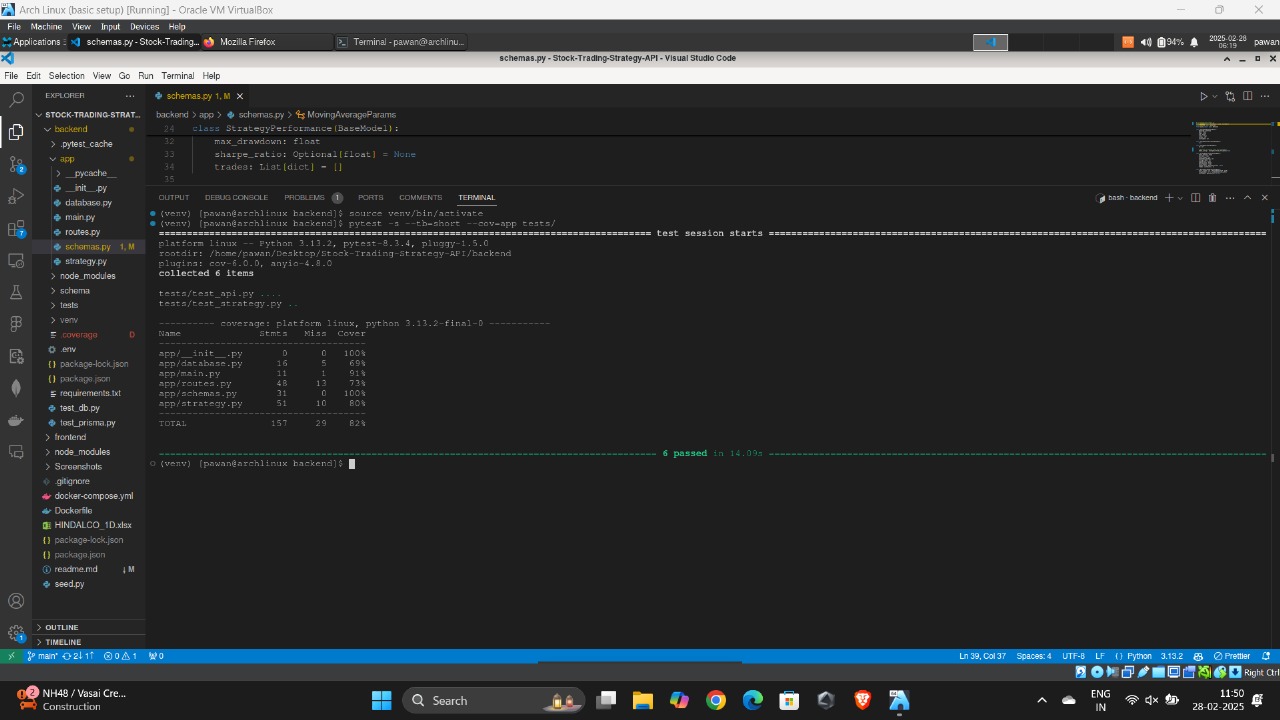 Arch Linux (basic setup) [Running] - Oracle VM VirtualBox
File Machine View Input Devices Help
Applications schemas.py - Stock-Trading... Mozilla Firefox Terminal - pawan@archlinu... 94% 2025-02-28 06:19 pawan
schemas.py - Stock-Trading-Strategy-API - Visual Studio Code
File Edit Selection View Go Run Terminal Help
EXPLORER
schemas.py 1, M
STOCK-TRADING-STRAT...
backend
.pytest_cache
app
__pycache__
__init__.py
database.py
main.py
routes.py
schemas.py 1, M
strategy.py
node_modules
schema
tests
venv
.coverage D
.env
package-lock.json
package.json
requirements.txt
test_db.py
test_prisma.py
frontend
node_modules
Screenshots
.gitignore
docker-compose.yml
Dockerfile
HINDALCO_1D.xlsx
package-lock.json
package.json
readme.md ↓M
seed.py
OUTLINE
TIMELINE
2
7
1
backend > app > schemas.py > MovingAverageParams
24 class StrategyPerformance(BaseModel):
32 max_drawdown: float
33 sharpe_ratio: Optional[float] = None
34 trades: List[dict] = []
35
OUTPUT DEBUG CONSOLE PROBLEMS 1 PORTS COMMENTS TERMINAL bash - backend
(venv) [pawan@archlinux backend]$ source venv/bin/activate
(venv) [pawan@archlinux backend]$ pytest -s --tb=short --cov=app tests/
test session starts
platform linux -- Python 3.13.2, pytest-8.3.4, pluggy-1.5.0
rootdir: /home/pawan/Desktop/Stock-Trading-Strategy-API/backend
plugins: cov-6.0.0, anyio-4.8.0
collected 6 items
tests/test_api.py ....
tests/test_strategy.py ..
---------- coverage: platform linux, python 3.13.2-final-0 -----------
Name Stmts Miss Cover
-----------------------------------------
app/__init__.py 0 0 100%
app/database.py 16 5 69%
app/main.py 11 1 91%
app/routes.py 48 13 73%
app/schemas.py 31 0 100%
app/strategy.py 51 10 80%
-----------------------------------------
TOTAL 157 29 82%
6 passed in 14.09s
(venv) [pawan@archlinux backend]$
main* 2↓ 1↑ 0 1 0 Ln 39, Col 37 Spaces: 4 UTF-8 LF Python 3.13.2 Prettier
Right Ctrl
2 NH48 / Vasai Cre...
Construction
Search
ENG
IN
11:50
28-02-2025